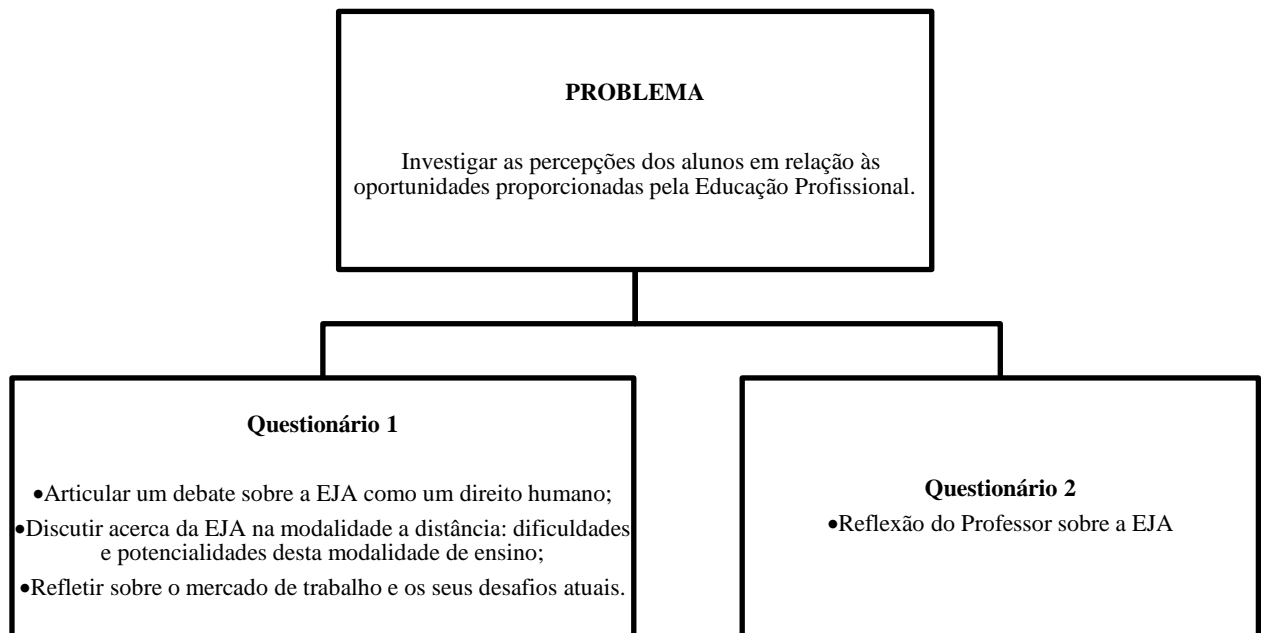 PROBLEMA
Investigar as percepções dos alunos em relação às
oportunidades proporcionadas pela Educação Profissional.
Questionário 1
•Articular um debate sobre a EJA como um direito humano;
•Discutir acerca da EJA na modalidade a distância: dificuldades
e potencialidades desta modalidade de ensino;
•Refletir sobre o mercado de trabalho e os seus desafios atuais.
Questionário 2
•Reflexão do Professor sobre a EJA